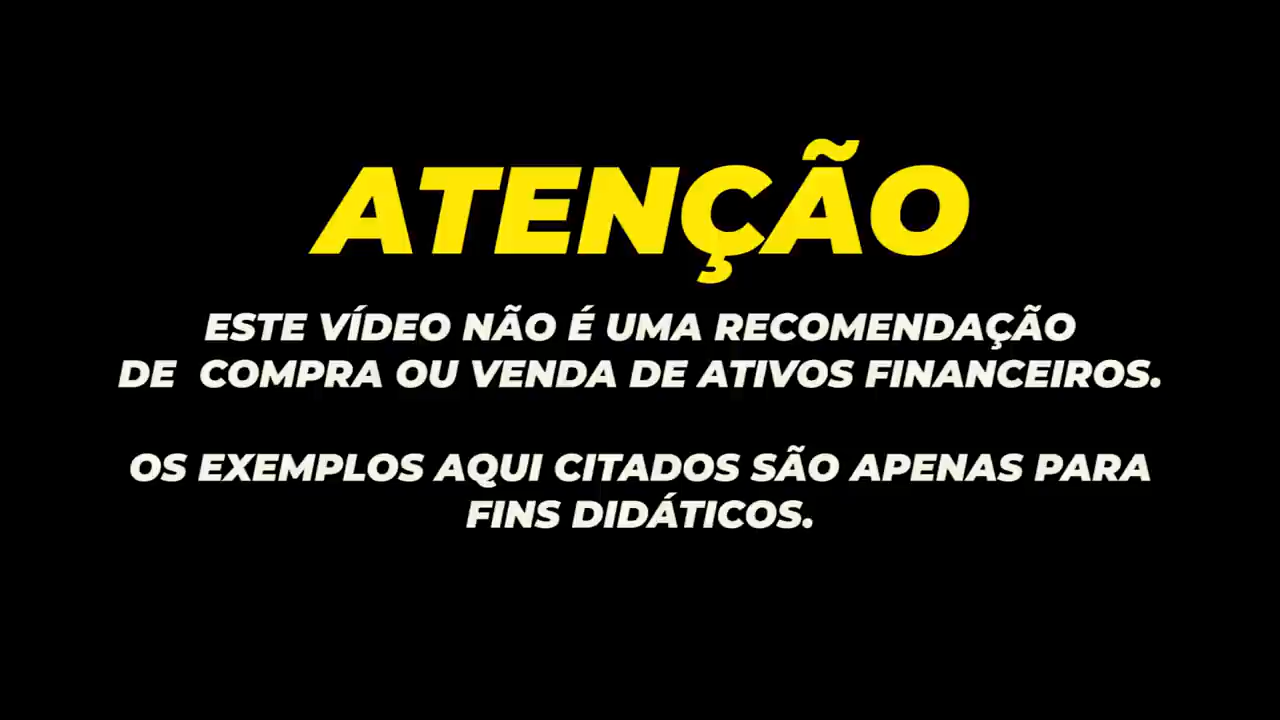 ATENÇÃO
ESTE VÍDEO NÃO É UMA RECOMENDAÇÃO
DE  COMPRA OU VENDA DE ATIVOS FINANCEIROS.
OS EXEMPLOS AQUI CITADOS SÃO APENAS PARA
FINS DIDÁTICOS.